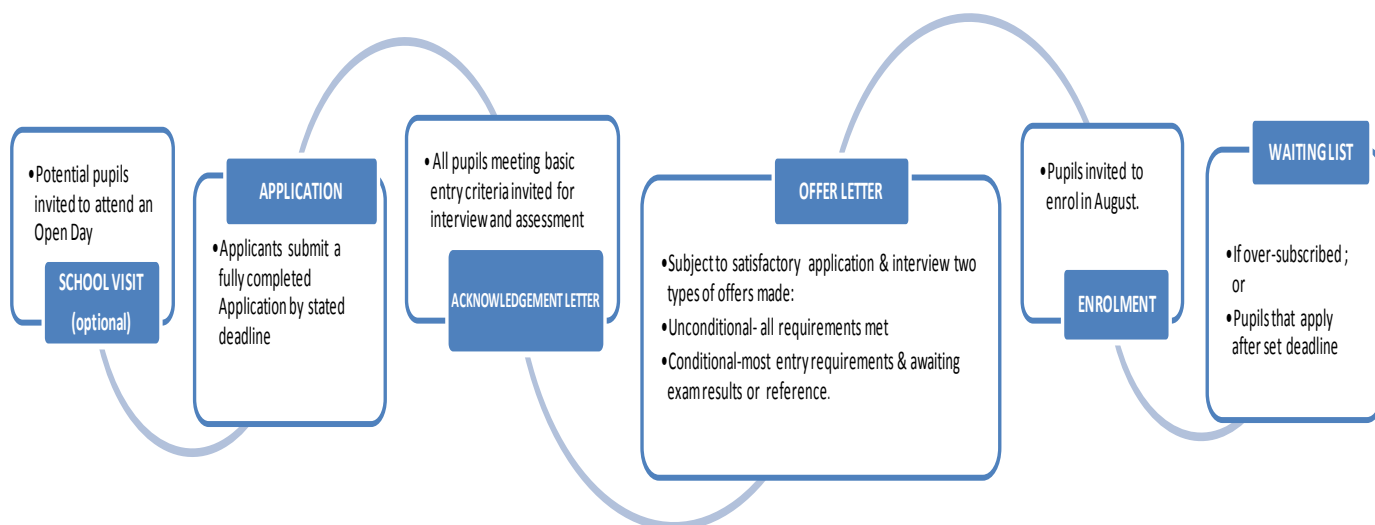 •Potential pupils
invited to attend an
Open Day
SCHOOL VISIT
(optional)
APPLICATION
•Applicants submit a
fully completed
Application by stated
deadline
•All pupils meeting basic
entry criteria invited for
interview and assessment
ACKNOWLEDGEMENT LETTER
OFFER LETTER
•Subject to satisfactory application & interview two
types of offers made:
•Unconditional- all requirements met
•Conditional-most entry requirements & awaiting
exam results or reference.
•Pupils invited to
enrol in August.
ENROLMENT
WAITING LIST
•If over-subscribed ;
or
•Pupils that apply
after set deadline